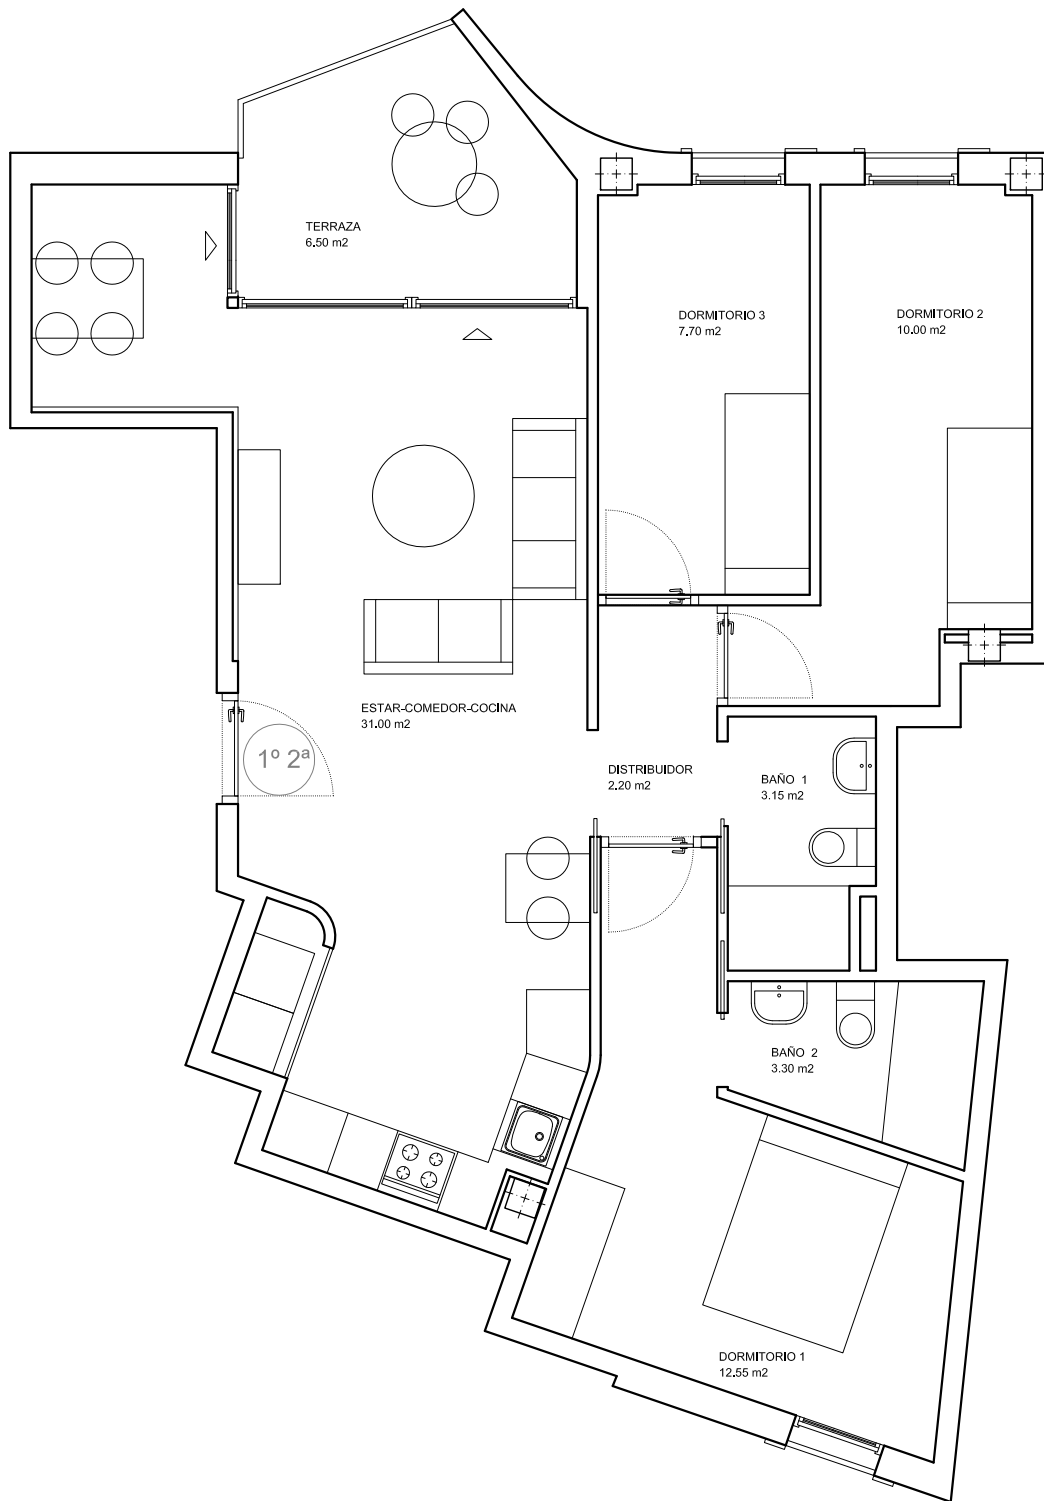 TERRAZA
6.50 m2
DORMITORIO 3
7.70 m2
DORMITORIO 2
10.00 m2
ESTAR-COMEDOR-COCINA
31.00 m2
1º 2ª
DISTRIBUIDOR
2.20 m2
BAÑO 1
3.15 m2
BAÑO 2
3.30 m2
DORMITORIO 1
12.55 m2